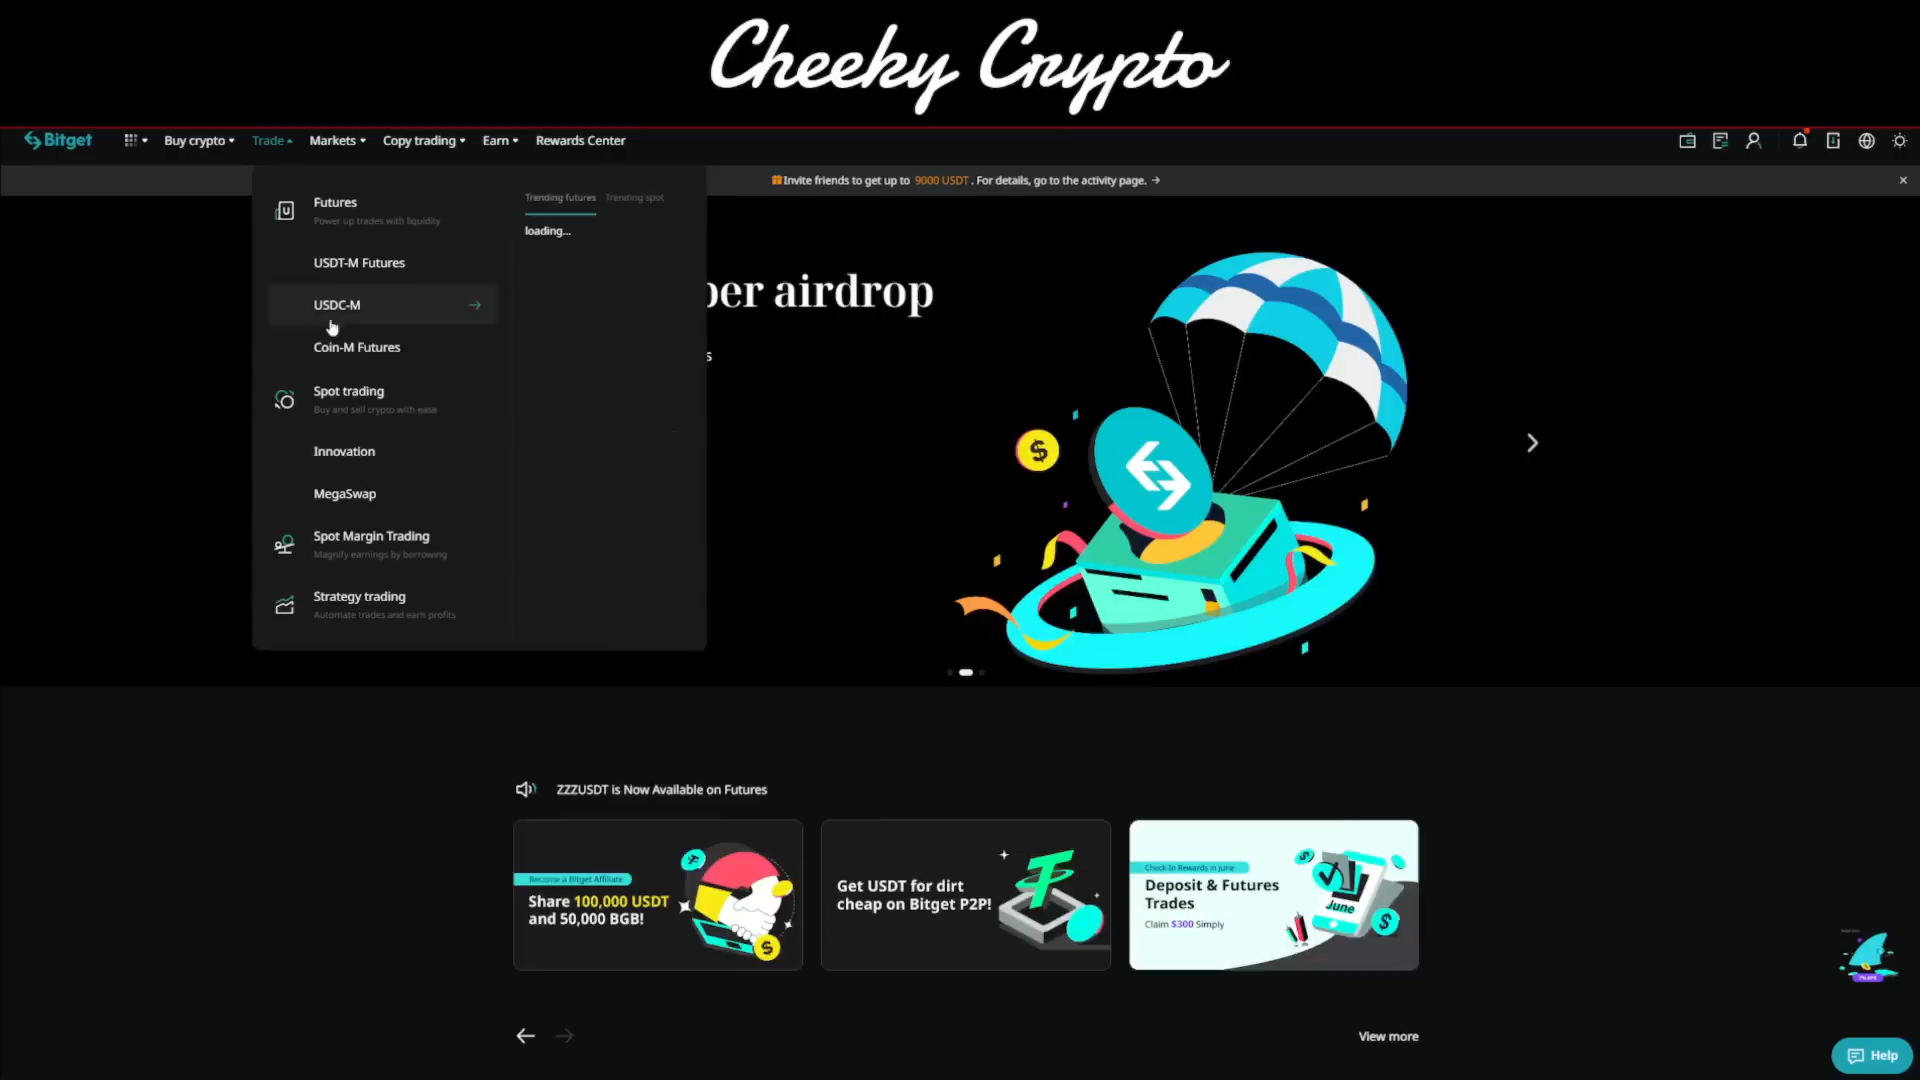 Cheeky Crypto
Bitget
Buy crypto
Trade
Markets
Copy trading
Earn
Rewards Center
Invite friends to get up to 9000 USDT . For details, go to the activity page.
Futures
Power up trades with liquidity
USDT-M Futures
USDC-M
Coin-M Futures
Spot trading
Buy and sell crypto with ease
Innovation
MegaSwap
Spot Margin Trading
Magnify earnings by borrowing
Strategy trading
Automate trades and earn profits
Trending futures
Trending spot
loading...
per airdrop
s
ZZZUSDT is Now Available on Futures
Become a Bitget Affiliate
Share 100,000 USDT
and 50,000 BGB!
Get USDT for dirt
cheap on Bitget P2P!
Check-In Rewards in June
Deposit & Futures
Trades
Claim $300 Simply
June
View more
Help